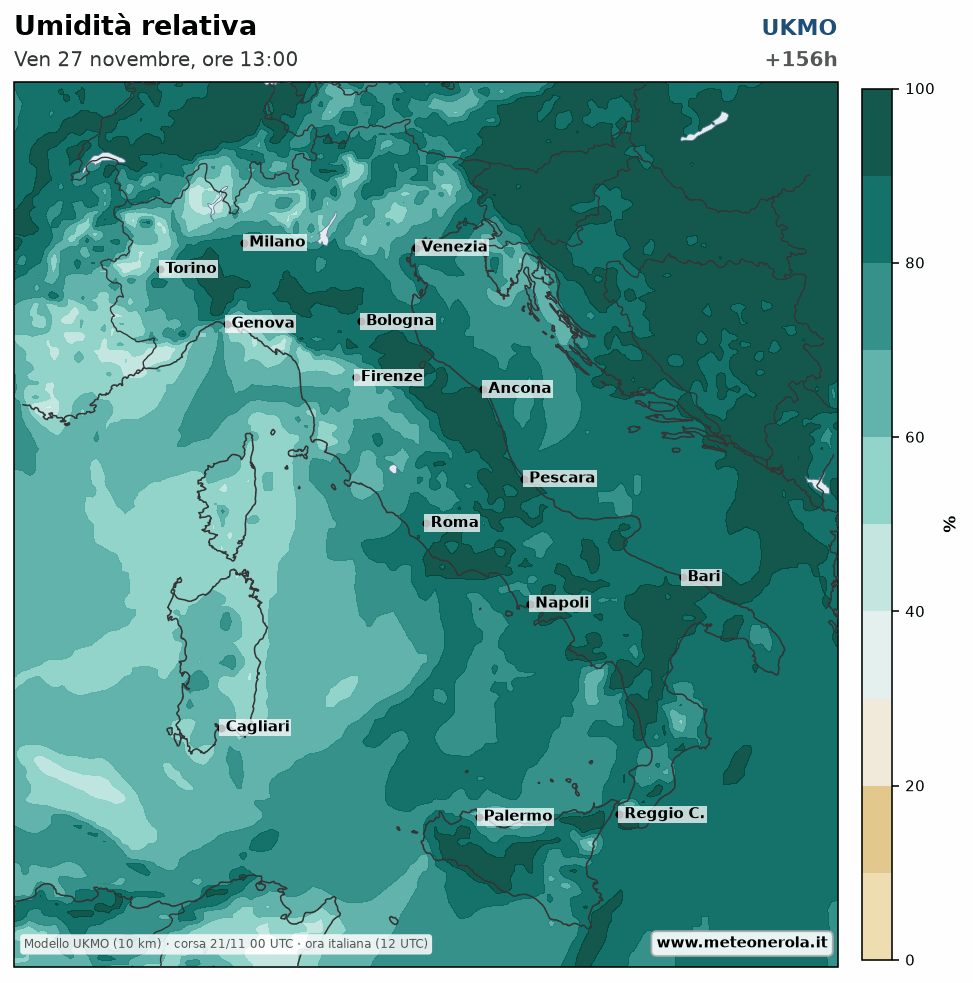 Umidità relativa
UKMO
Ven 27 novembre, ore 13:00
+156h
100
80
60
40
20
0
%
Milano
Venezia
Torino
Genova
Bologna
Firenze
Ancona
Pescara
Roma
Bari
Napoli
Cagliari
Palermo
Reggio C.
Modello UKMO (10 km) · corsa 21/11 00 UTC · ora italiana (12 UTC)
www.meteonerola.it